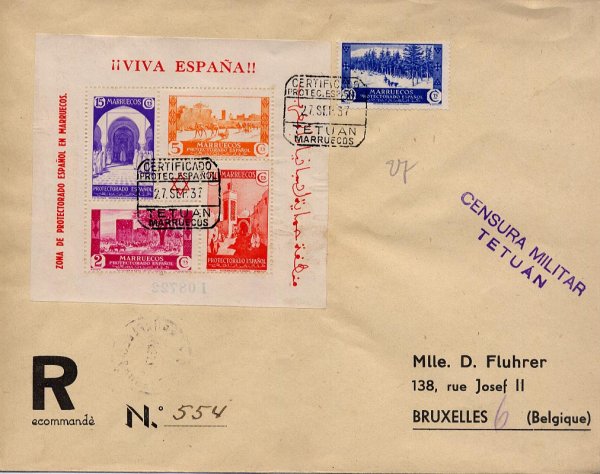 ¡¡VIVA ESPAÑA!!
ZONA DE PROTECTORADO ESPAÑOL EN MARRUECOS.
15 MARRUECOS Cts
PROTECTORADO ESPAÑOL
5 MARRUECOS Cts
PROTECTORADO ESPAÑOL
2 MARRUECOS Cts
PROTECTORADO ESPAÑOL
MARRUECOS
PROTECTORADO ESPAÑOL
CERTIFICADO
PROTEC. ESPAÑOL
27.SEP.37
TETUAN
MARRUECOS
108722
MARRUECOS
PROTECTORADO ESPAÑOL
CERTIFICADO
PROTEC. ESPAÑOL
27.SEP.37
TETUAN
MARRUECOS
CENSURA MILITAR
TETUÁN
R
ecommandè
N.° 554
Mlle. D. Fluhrer
138, rue Josef II
BRUXELLES 6 (Belgique)